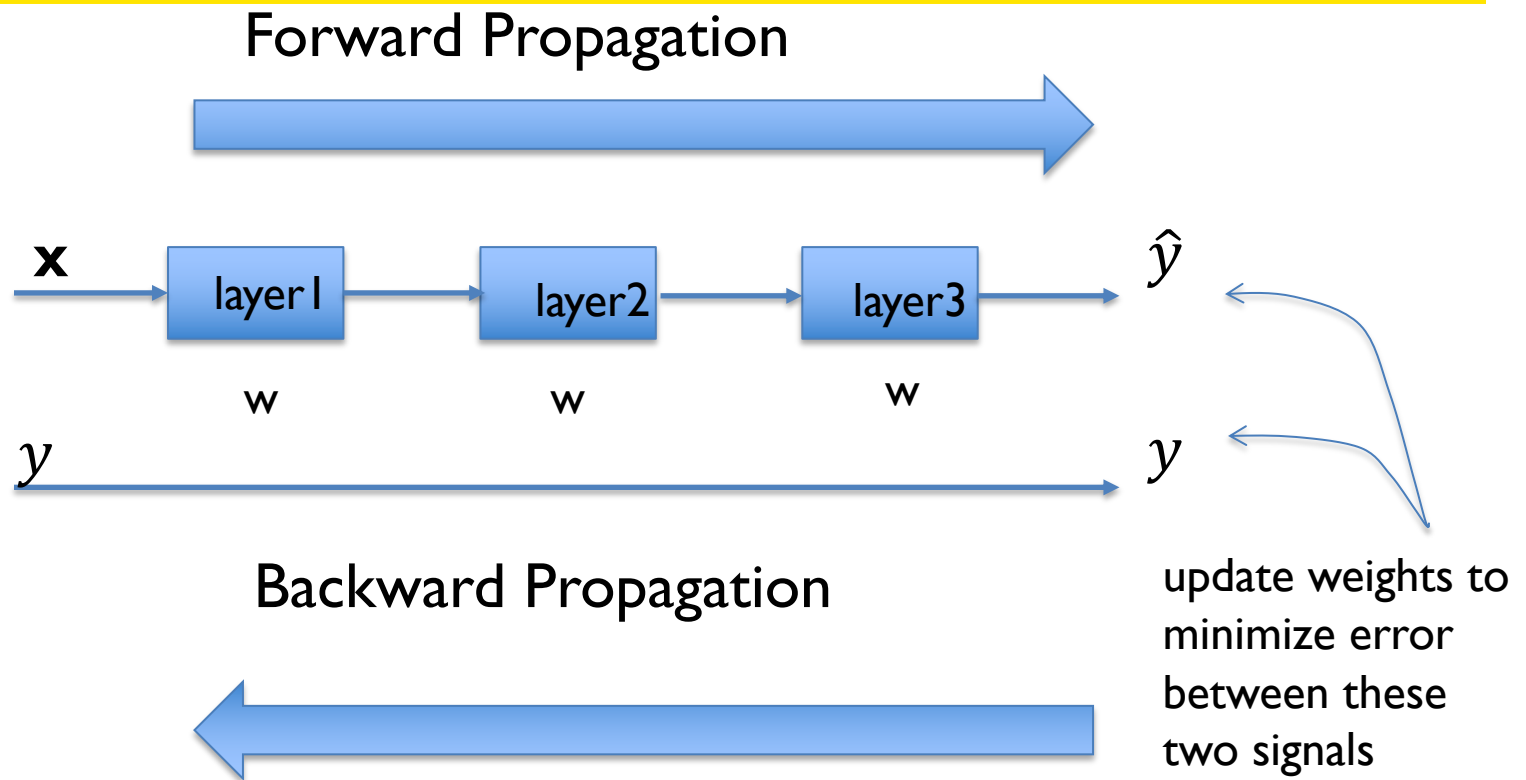 Forward Propagation
x
layer1
layer2
layer3
ŷ
w
w
w
y
y
Backward Propagation
update weights to
minimize error
between these
two signals